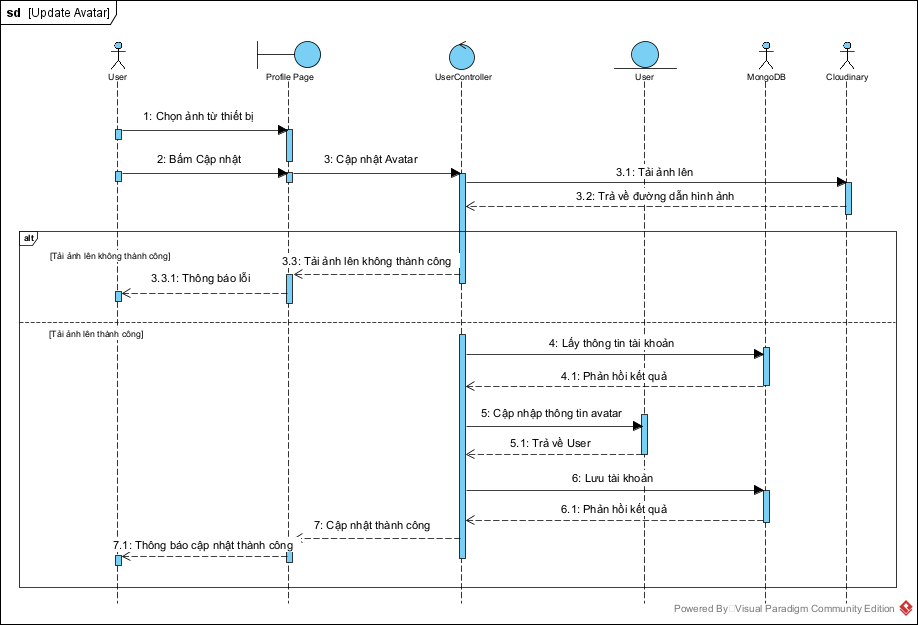 sd [Update Avatar]
User
Profile Page
UserController
User
MongoDB
Cloudinary
1: Chọn ảnh từ thiết bị
2: Bấm Cập nhật
3: Cập nhật Avatar
3.1: Tải ảnh lên
3.2: Trả về đường dẫn hình ảnh
alt
[Tải ảnh lên không thành công]
3.3: Tải ảnh lên không thành công
3.3.1: Thông báo lỗi
[Tải ảnh lên thành công]
4: Lấy thông tin tài khoản
4.1: Phản hồi kết quả
5: Cập nhập thông tin avatar
5.1: Trả về User
6: Lưu tài khoản
6.1: Phản hồi kết quả
7: Cập nhật thành công
7.1: Thông báo cập nhật thành công
Powered By Visual Paradigm Community Edition